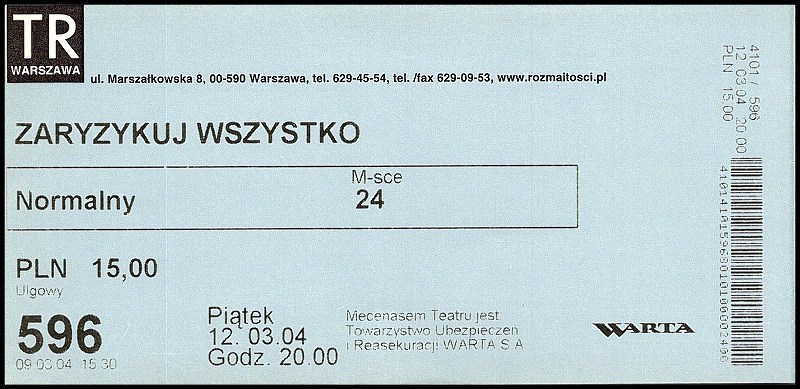 TR
WARSZAWA
ul. Marszałkowska 8, 00-590 Warszawa, tel. 629-45-54, tel. /fax 629-09-53, www.rozmaitosci.pl
ZARYZYKUJ WSZYSTKO
M-sce
Normalny 24
PLN 15,00
Ulgowy
596
09.03.04 15:30
Piątek
12. 03.04
Godz. 20.00
Mecenasem Teatru jest
Towarzystwo Ubezpieczeń
i Reasekuracji WARTA S.A
WARTA
4101 / 596
12.03.04 20.00
PLN 15.00